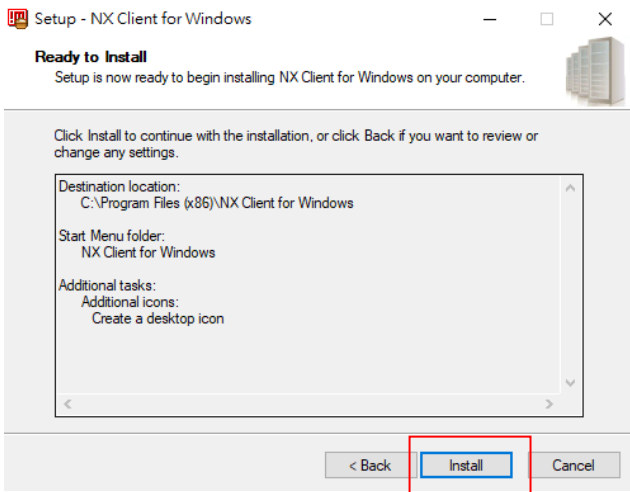 Setup - NX Client for Windows
Ready to Install
Setup is now ready to begin installing NX Client for Windows on your computer.
Click Install to continue with the installation, or click Back if you want to review or
change any settings.
Destination location:
C:\Program Files (x86)\NX Client for Windows
Start Menu folder:
NX Client for Windows
Additional tasks:
Additional icons:
Create a desktop icon
< Back
Install
Cancel